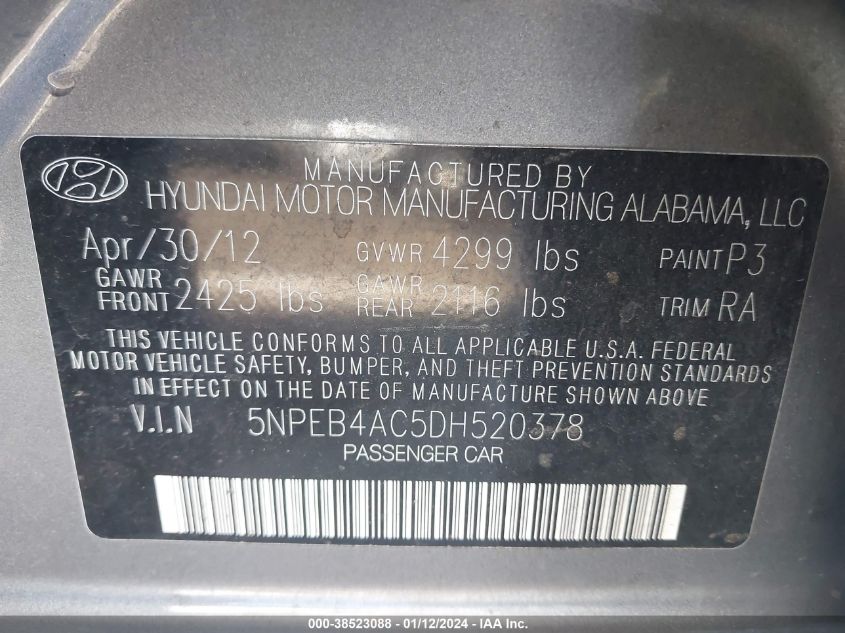 MANUFACTURED BY
HYUNDAI MOTOR MANUFACTURING ALABAMA, LLC
Apr/30/12 GVWR 4299 lbs PAINT P3
GAWR FRONT 2425 lbs GAWR REAR 2116 lbs TRIM RA
THIS VEHICLE CONFORMS TO ALL APPLICABLE U.S.A. FEDERAL
MOTOR VEHICLE SAFETY, BUMPER, AND THEFT PREVENTION STANDARDS
IN EFFECT ON THE DATE OF MANUFACTURE SHOWN ABOVE
V.I.N 5NPEB4AC5DH520378
PASSENGER CAR
000-38523088 - 01/12/2024 - IAA Inc.